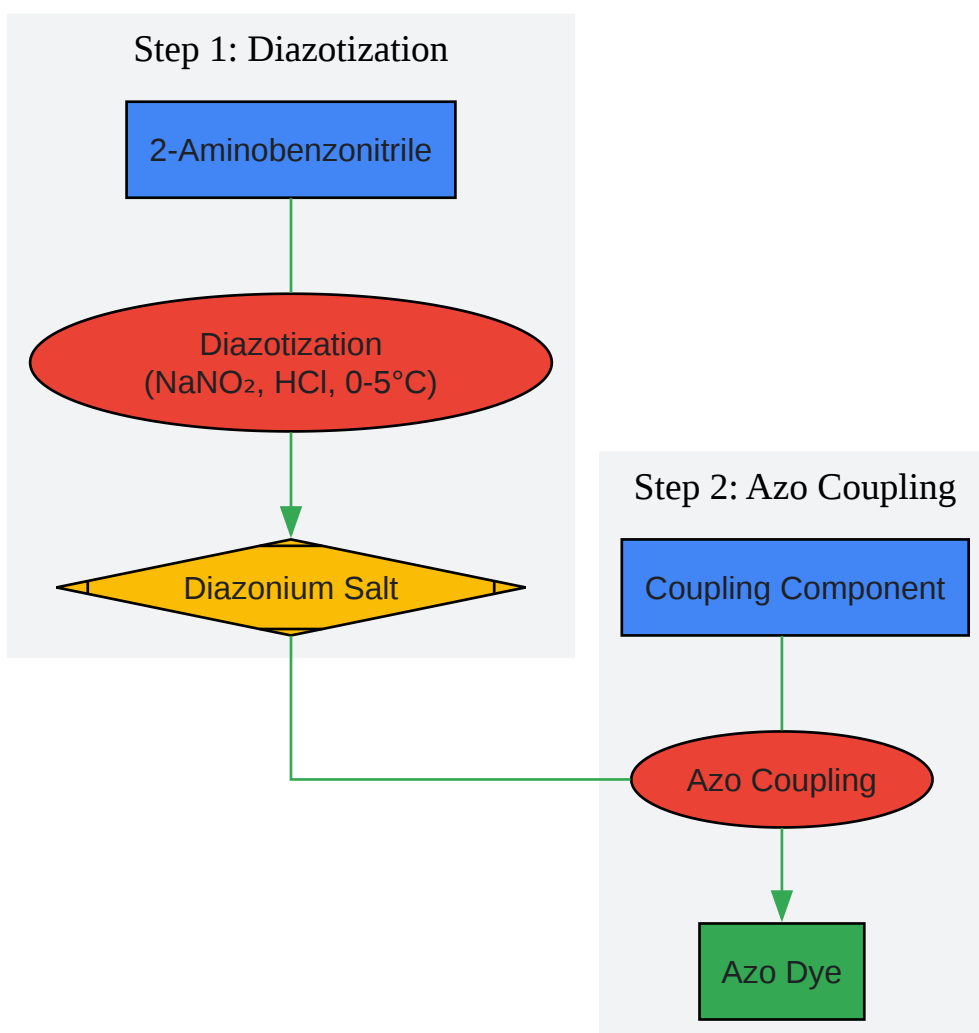 Step 1: Diazotization
2-Aminobenzonitrile
Diazotization
(NaNO₂, HCl, 0-5°C)
Diazonium Salt
Step 2: Azo Coupling
Coupling Component
Azo Coupling
Azo Dye